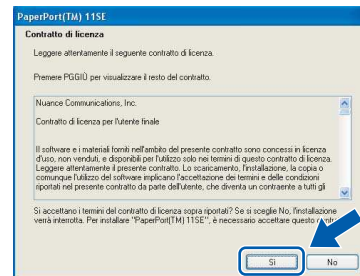 PaperPort(TM) 11SE
Contratto di licenza
Leggere attentamente il seguente contratto di licenza.
Premere PGGIÙ per visualizzare il resto del contratto.
Nuance Communications, Inc.
Contratto di licenza per l'utente finale
Il software e i materiali forniti nell'ambito del presente contratto sono concessi in licenza
d'uso, non venduti, e disponibili per l'utilizzo solo nei termini di questo contratto di licenza.
Leggere attentamente il presente contratto. Lo scaricamento, l'installazione, la copia o
comunque l'utilizzo del software implicano l'accettazione dei termini e delle condizioni
riportati nel presente contratto da parte dell'utente, che diventa un contraente a tutti gli
Si accettano i termini del contratto di licenza sopra riportati? Se si sceglie No, l'installazione
verrà interrotta. Per installare "PaperPort(TM) 11SE", è necessario accettare questo
Sì
No